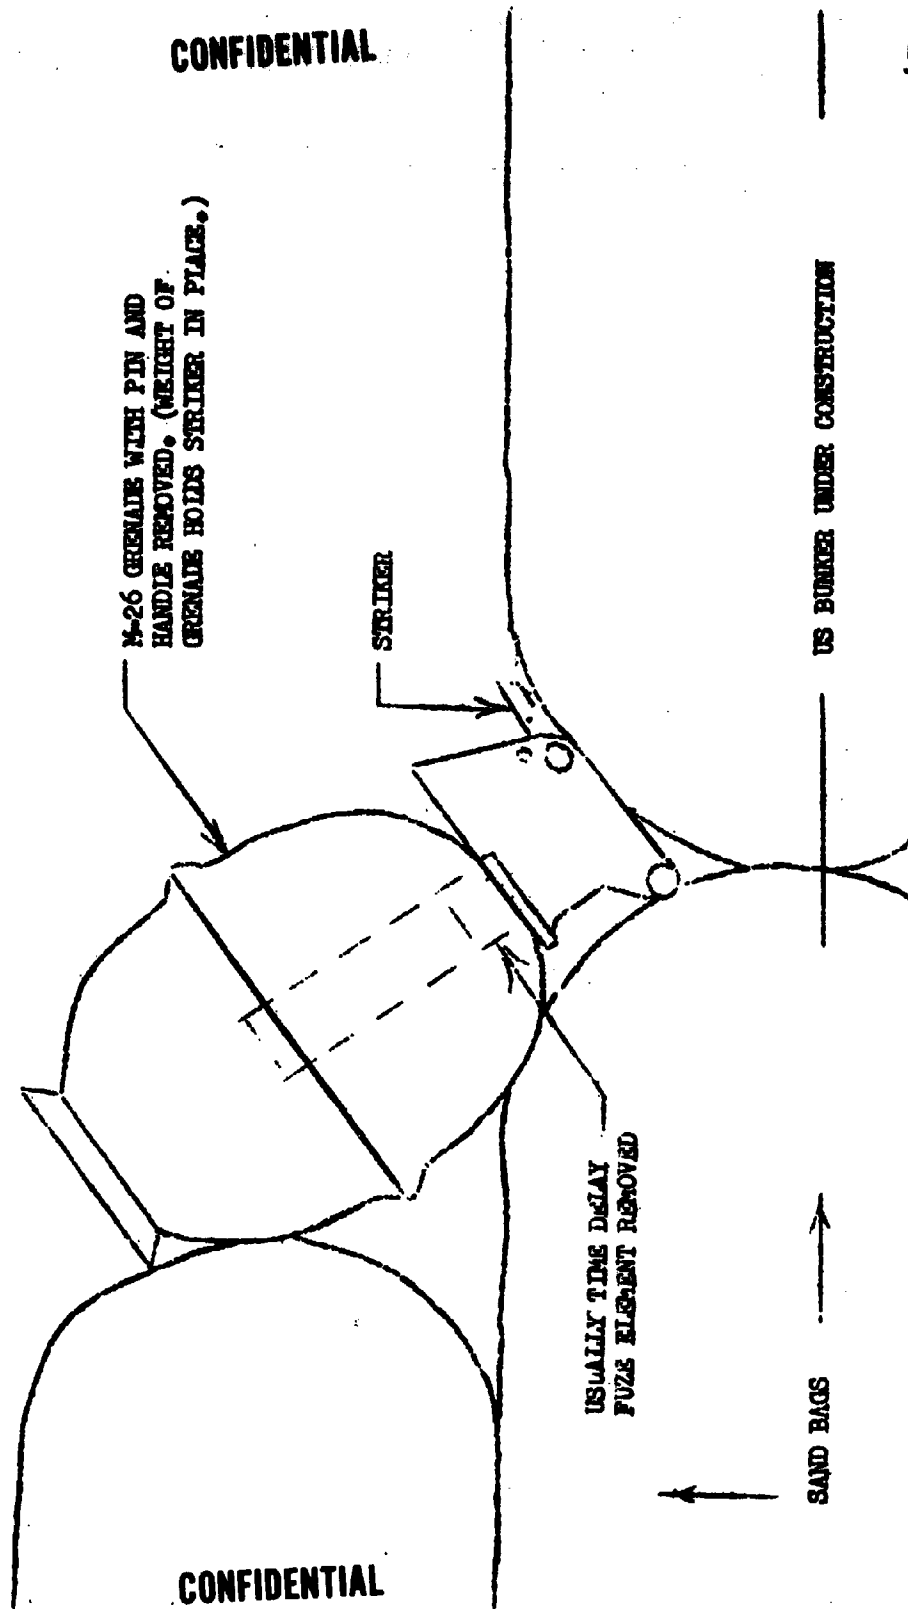 CONFIDENTIAL
M-26 GRENADE WITH PIN AND
HANDLE REMOVED. (WEIGHT OF
GRENADE HOLDS STRIKER IN PLACE.)
STRIKER
USUALLY TIME DELAY
FUZE ELEMENT REMOVED
SAND BAGS
US BUNKER UNDER CONSTRUCTION
CONFIDENTIAL